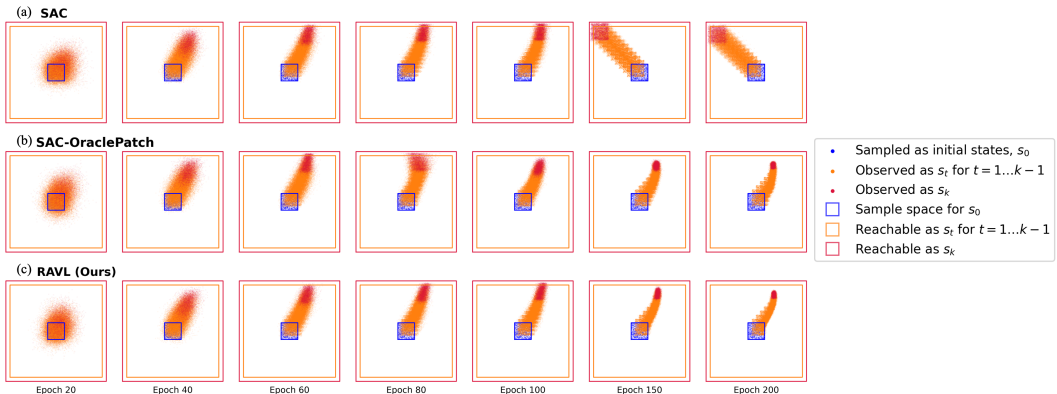 (a) SAC
(b) SAC-OraclePatch
Sampled as initial states, s₀
Observed as sₜ for t = 1...k − 1
Observed as sₖ
Sample space for s₀
Reachable as sₜ for t = 1...k − 1
Reachable as sₖ
(c) RAVL (Ours)
Epoch 20 Epoch 40 Epoch 60 Epoch 80 Epoch 100 Epoch 150 Epoch 200